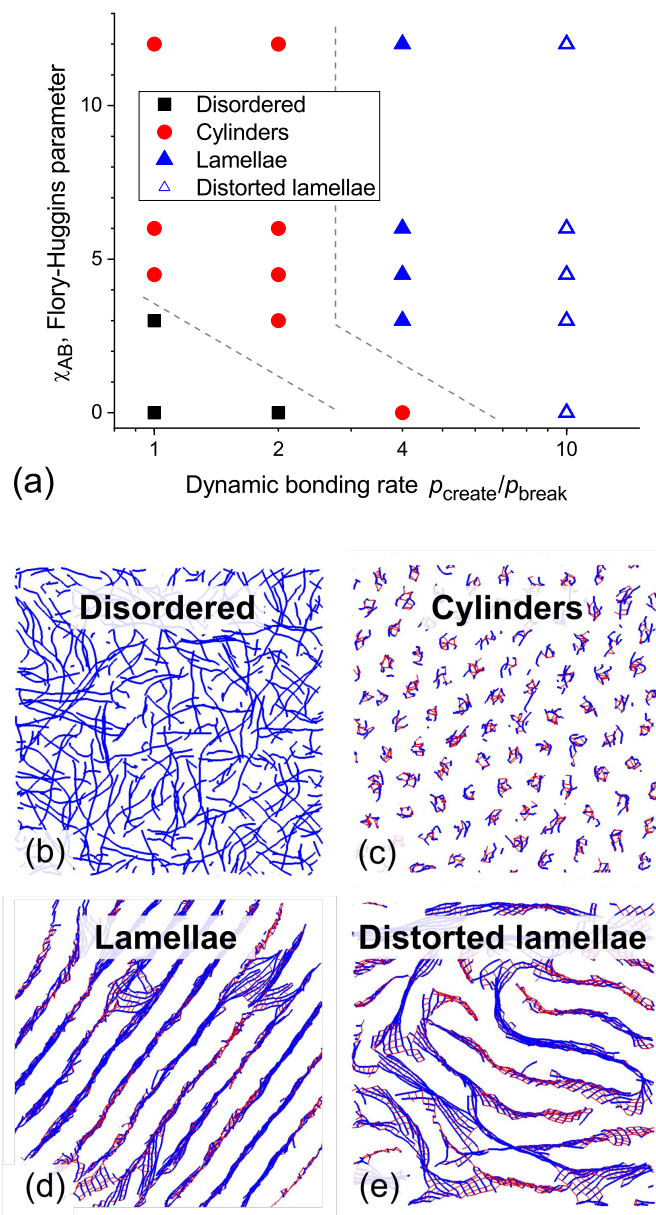 10
5
0
χAB, Flory-Huggins parameter
Disordered
Cylinders
Lamellae
Distorted lamellae
1 2 4 10
(a)
Dynamic bonding rate pcreate/pbreak
Disordered
Cylinders
(b)
(c)
Lamellae
Distorted lamellae
(d)
(e)